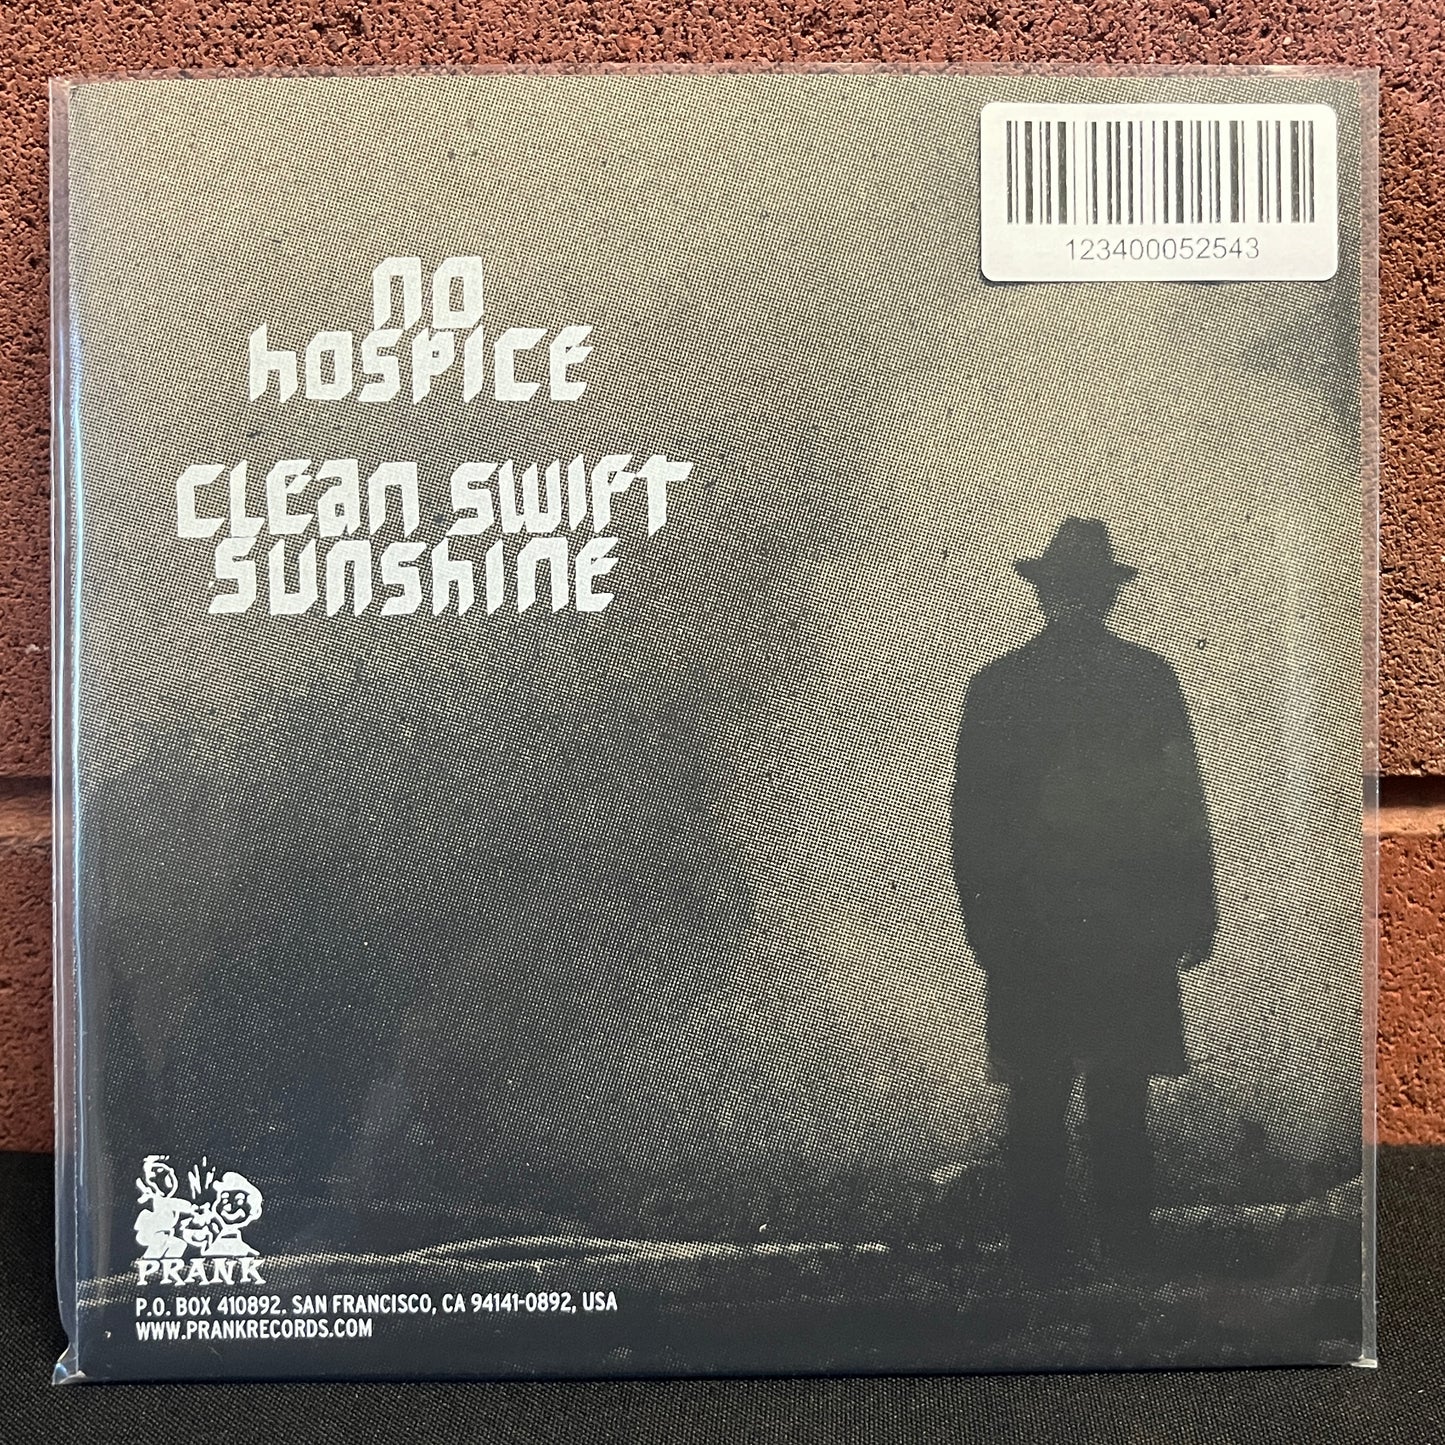 123400052543
NO
HOSPICE
CLEAN SWIFT
SUNSHINE
PRANK
P.O. BOX 410892. SAN FRANCISCO, CA 94141-0892, USA
WWW.PRANKRECORDS.COM